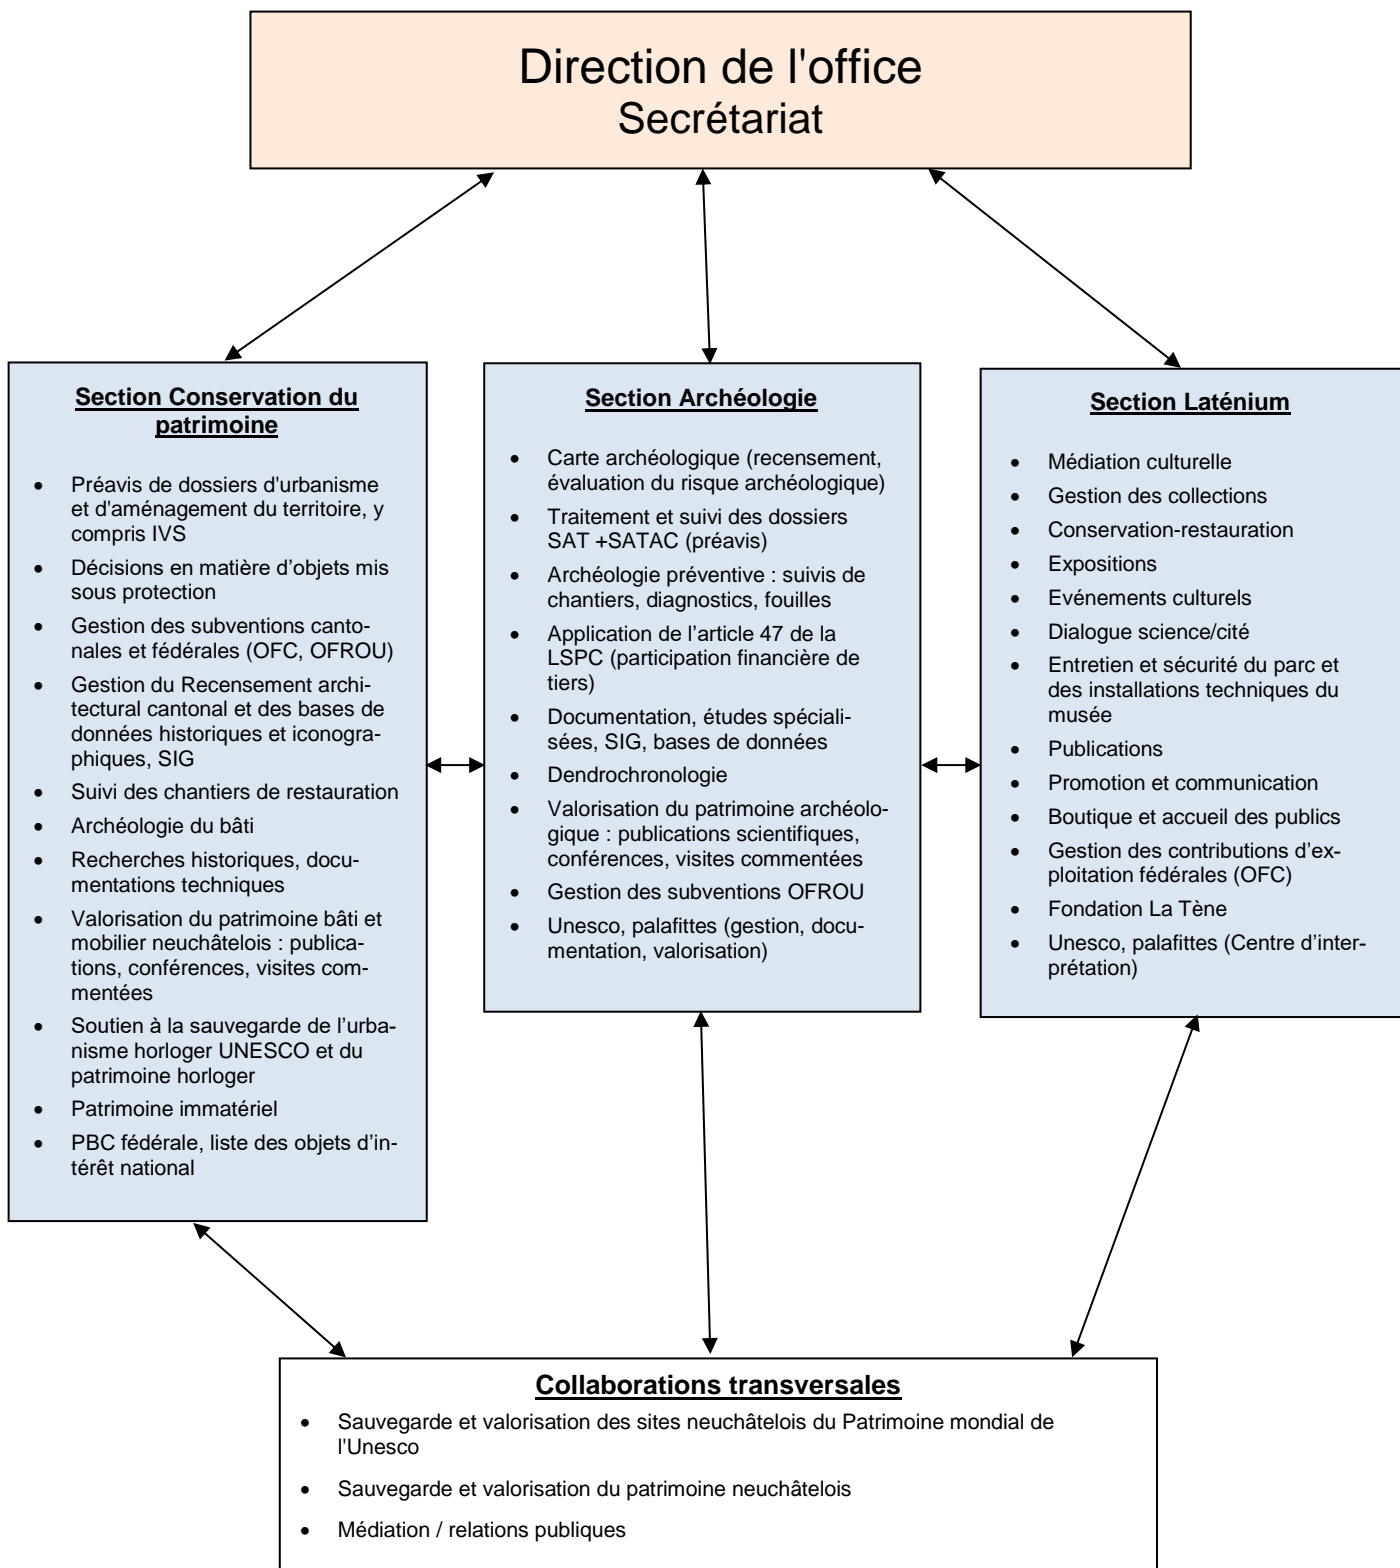 Direction de l'office
Secrétariat
Section Conservation du
patrimoine
• Préavis de dossiers d'urbanisme
et d'aménagement du territoire, y
compris IVS
• Décisions en matière d’objets mis
sous protection
• Gestion des subventions canto-
nales et fédérales (OFC, OFROU)
• Gestion du Recensement archi-
tectural cantonal et des bases de
données historiques et iconogra-
phiques, SIG
• Suivi des chantiers de restauration
• Archéologie du bâti
• Recherches historiques, docu-
mentations techniques
• Valorisation du patrimoine bâti et
mobilier neuchâtelois : publica-
tions, conférences, visites com-
mentées
• Soutien à la sauvegarde de l’urba-
nisme horloger UNESCO et du
patrimoine horloger
• Patrimoine immatériel
• PBC fédérale, liste des objets d’in-
térêt national
Section Archéologie
• Carte archéologique (recensement,
évaluation du risque archéologique)
• Traitement et suivi des dossiers
SAT +SATAC (préavis)
• Archéologie préventive : suivis de
chantiers, diagnostics, fouilles
• Application de l’article 47 de la
LSPC (participation financière de
tiers)
• Documentation, études spéciali-
sées, SIG, bases de données
• Dendrochronologie
• Valorisation du patrimoine archéolo-
gique : publications scientifiques,
conférences, visites commentées
• Gestion des subventions OFROU
• Unesco, palafittes (gestion, docu-
mentation, valorisation)
Section Laténium
• Médiation culturelle
• Gestion des collections
• Conservation-restauration
• Expositions
• Evénements culturels
• Dialogue science/cité
• Entretien et sécurité du parc et
des installations techniques du
musée
• Publications
• Promotion et communication
• Boutique et accueil des publics
• Gestion des contributions d’ex-
ploitation fédérales (OFC)
• Fondation La Tène
• Unesco, palafittes (Centre d’inter-
prétation)
Collaborations transversales
• Sauvegarde et valorisation des sites neuchâtelois du Patrimoine mondial de
l'Unesco
• Sauvegarde et valorisation du patrimoine neuchâtelois
• Médiation / relations publiques